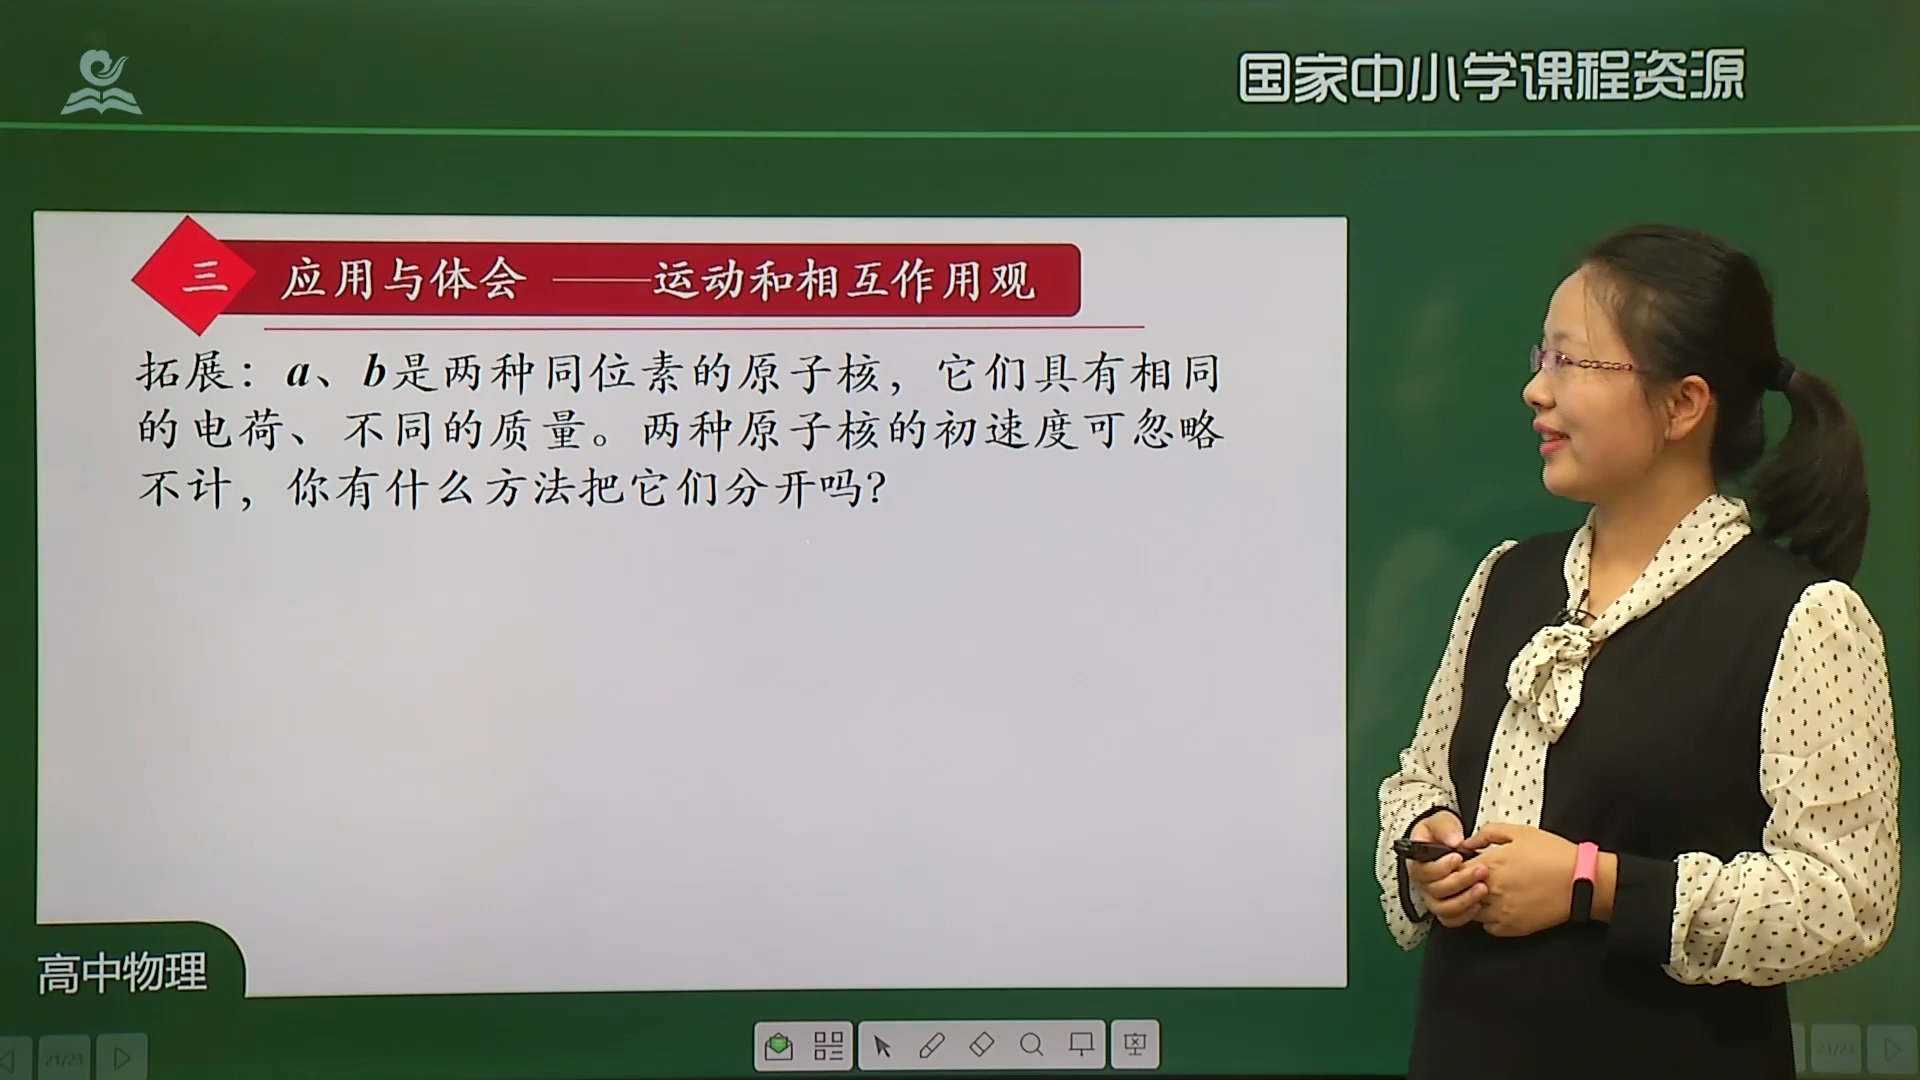 国家中小学课程资源
三 应用与体会 ——运动和相互作用观
拓展：a、b是两种同位素的原子核，它们具有相同
的电荷、不同的质量。两种原子核的初速度可忽略
不计，你有什么方法把它们分开吗？
高中物理
21/23
21/23